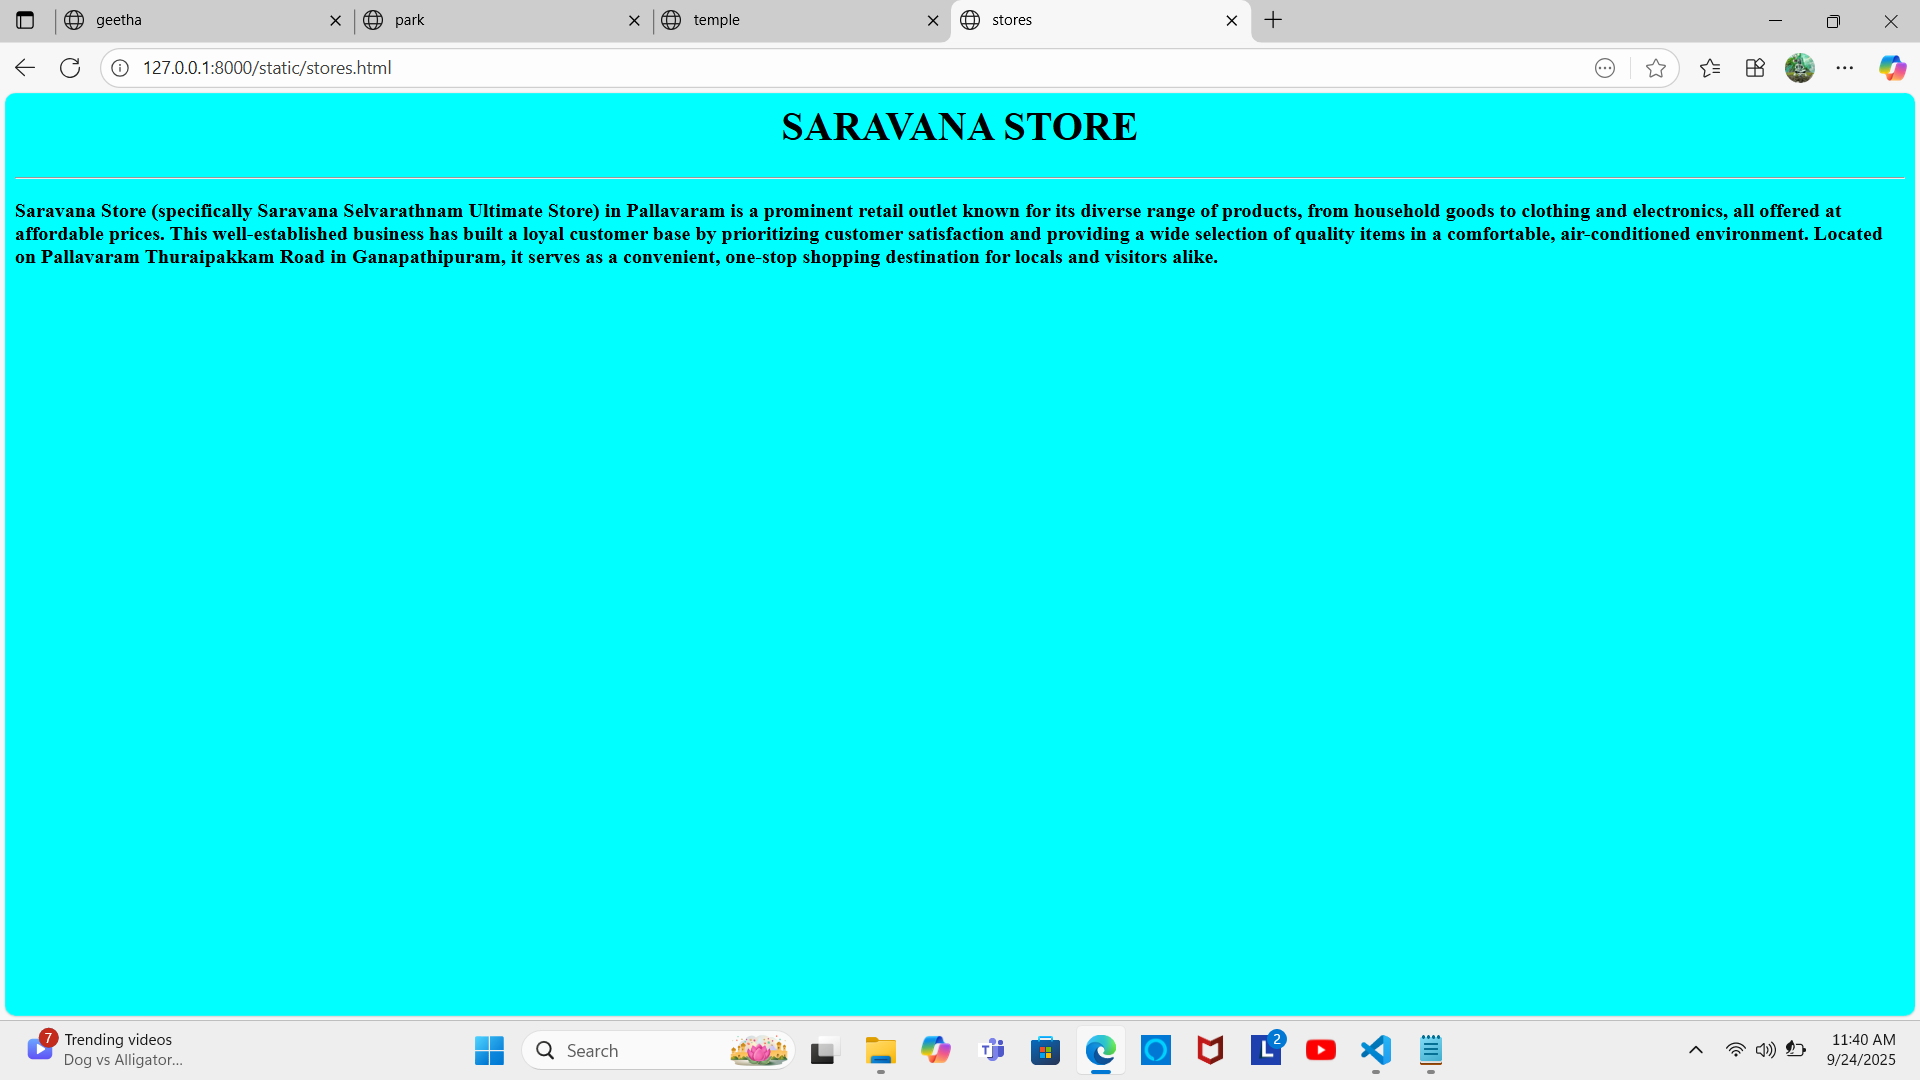 geetha
park
temple
stores
127.0.0.1:8000/static/stores.html
SARAVANA STORE
Saravana Store (specifically Saravana Selvarathnam Ultimate Store) in Pallavaram is a prominent retail outlet known for its diverse range of products, from household goods to clothing and electronics, all offered at
affordable prices. This well-established business has built a loyal customer base by prioritizing customer satisfaction and providing a wide selection of quality items in a comfortable, air-conditioned environment. Located
on Pallavaram Thuraipakkam Road in Ganapathipuram, it serves as a convenient, one-stop shopping destination for locals and visitors alike.
7
Trending videos
Dog vs Alligator...
Search
L
2
11:40 AM
9/24/2025